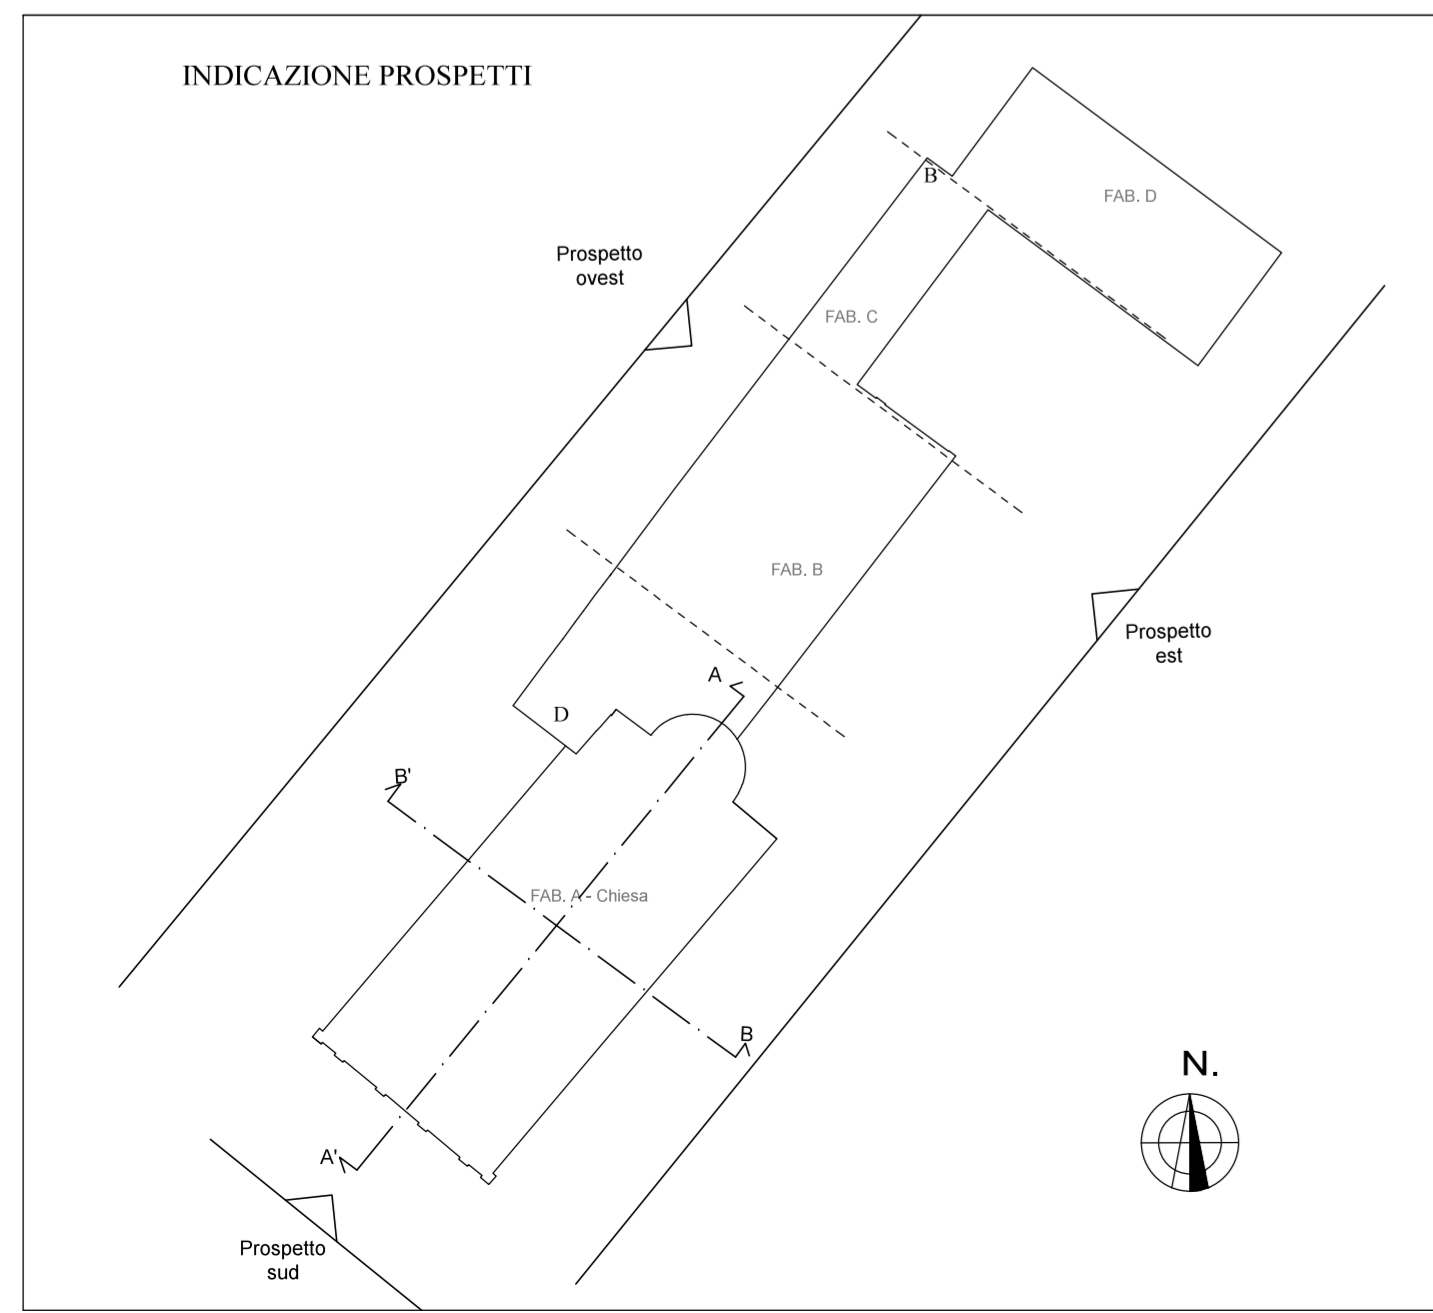 INDICAZIONE PROSPETTI
B
FAB. D
Prospetto
ovest
FAB. C
FAB. B
Prospetto
est
A
D
B'
FAB. A - Chiesa
B
N.
A'
Prospetto
sud